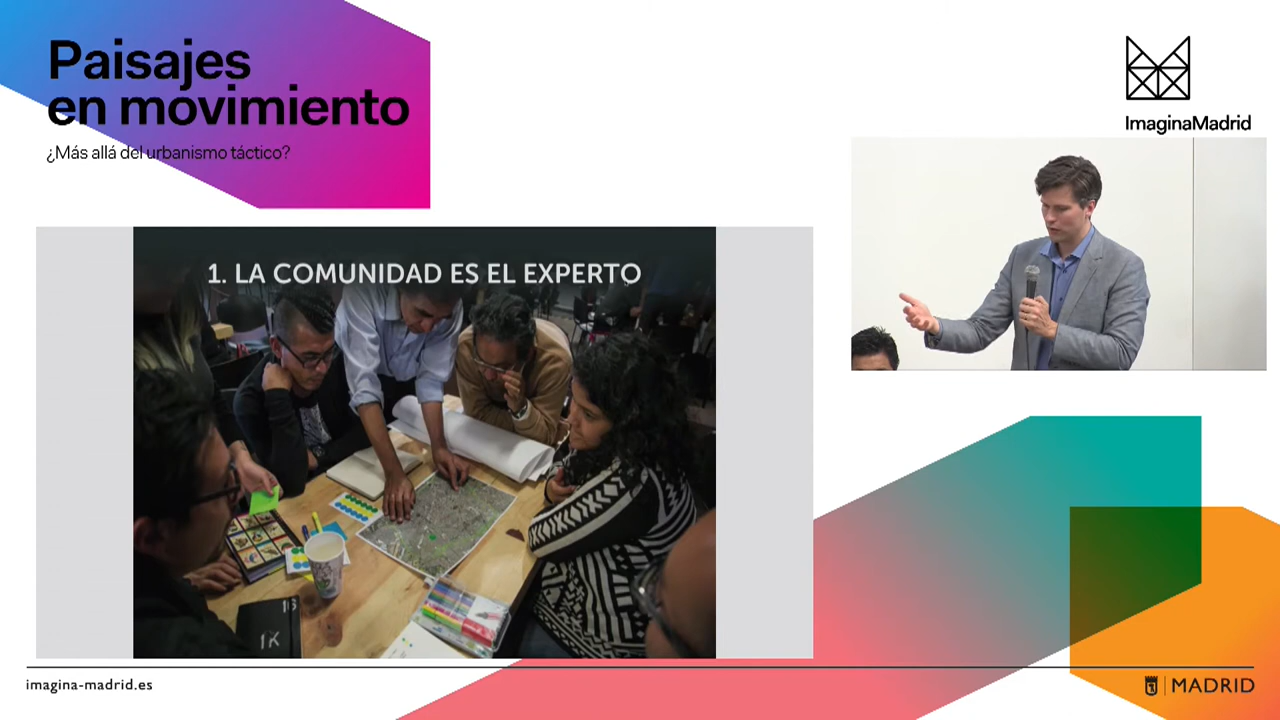 Paisajes
en movimiento
¿Más allá del urbanismo táctico?
ImaginaMadrid
1. LA COMUNIDAD ES EL EXPERTO
1K
imagina-madrid.es
MADRID